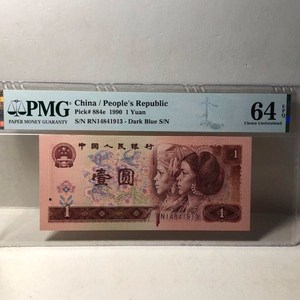 PMG
PAPER MONEY GUARANTY
China / People's Republic
Pick# 884e 1990 1 Yuan
S/N RN14841913 - Dark Blue S/N
64 EPQ
Choice Uncirculated
中国人民银行
1
壹圆
1
RN14841913